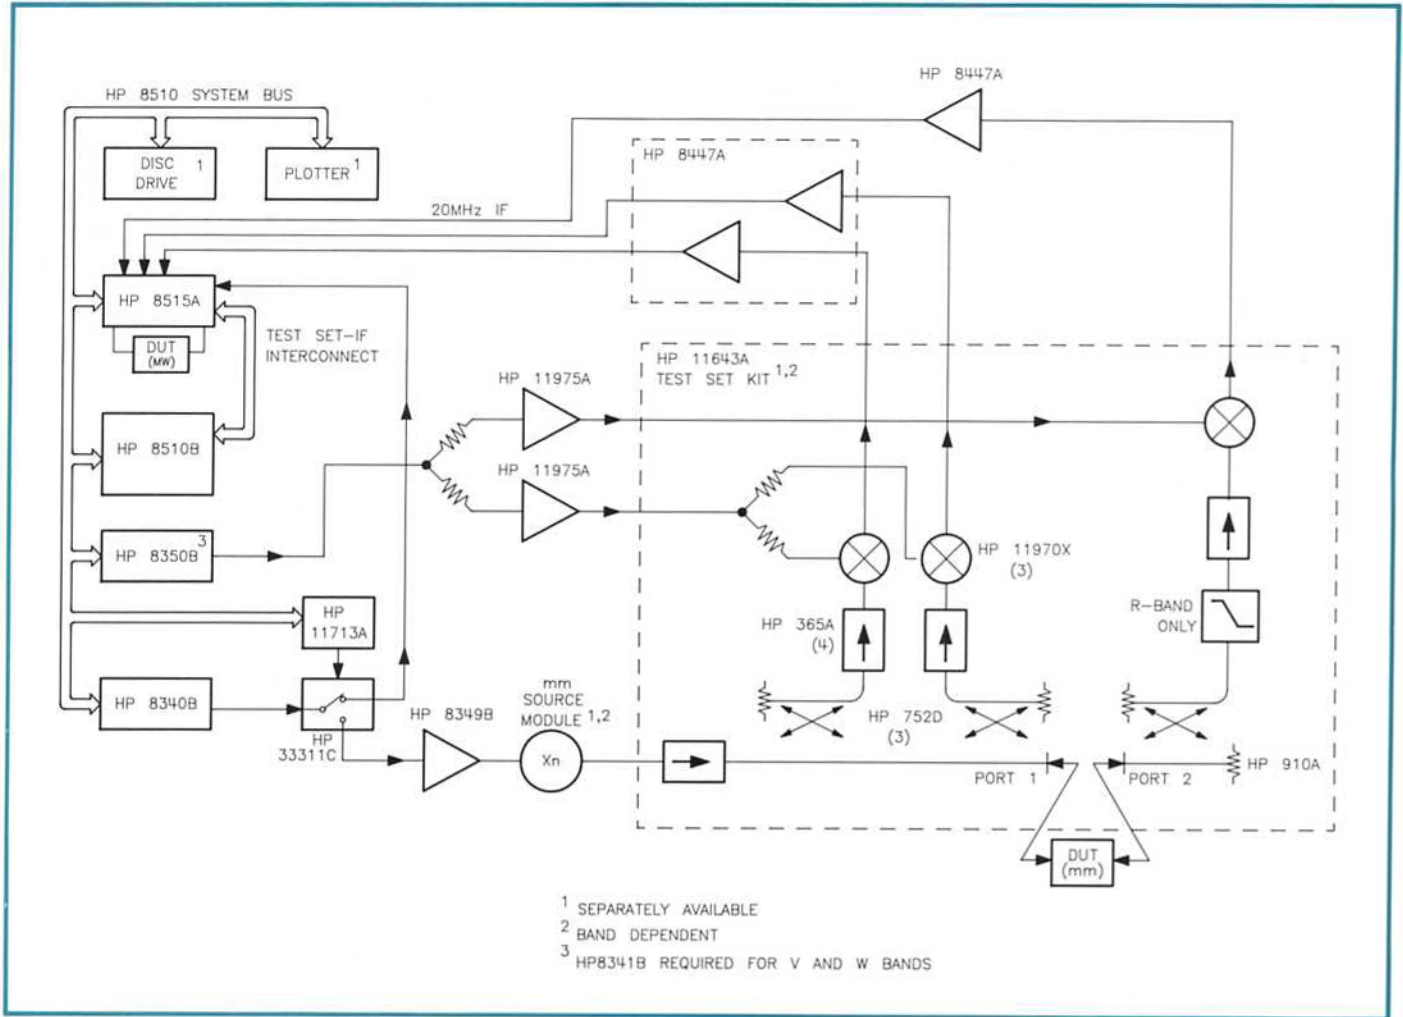 HP 8447A
HP 8510 SYSTEM BUS
HP 8447A
DISC
DRIVE 1
PLOTTER 1
20MHz IF
HP 8515A
TEST SET-IF
INTERCONNECT
DUT
(MW)
HP 11643A
TEST SET KIT 1,2
HP 11975A
HP 8510B
HP 11975A
HP 8350B 3
HP 11970X
(3)
HP
11713A
R-BAND
ONLY
HP 365A
(4)
HP 8340B
mm
SOURCE
MODULE 1,2
HP 8349B
HP 752D
(3)
HP
33311C
Xn
PORT 1
PORT 2
HP 910A
DUT
(mm)
1 SEPARATELY AVAILABLE
2 BAND DEPENDENT
3 HP8341B REQUIRED FOR V AND W BANDS